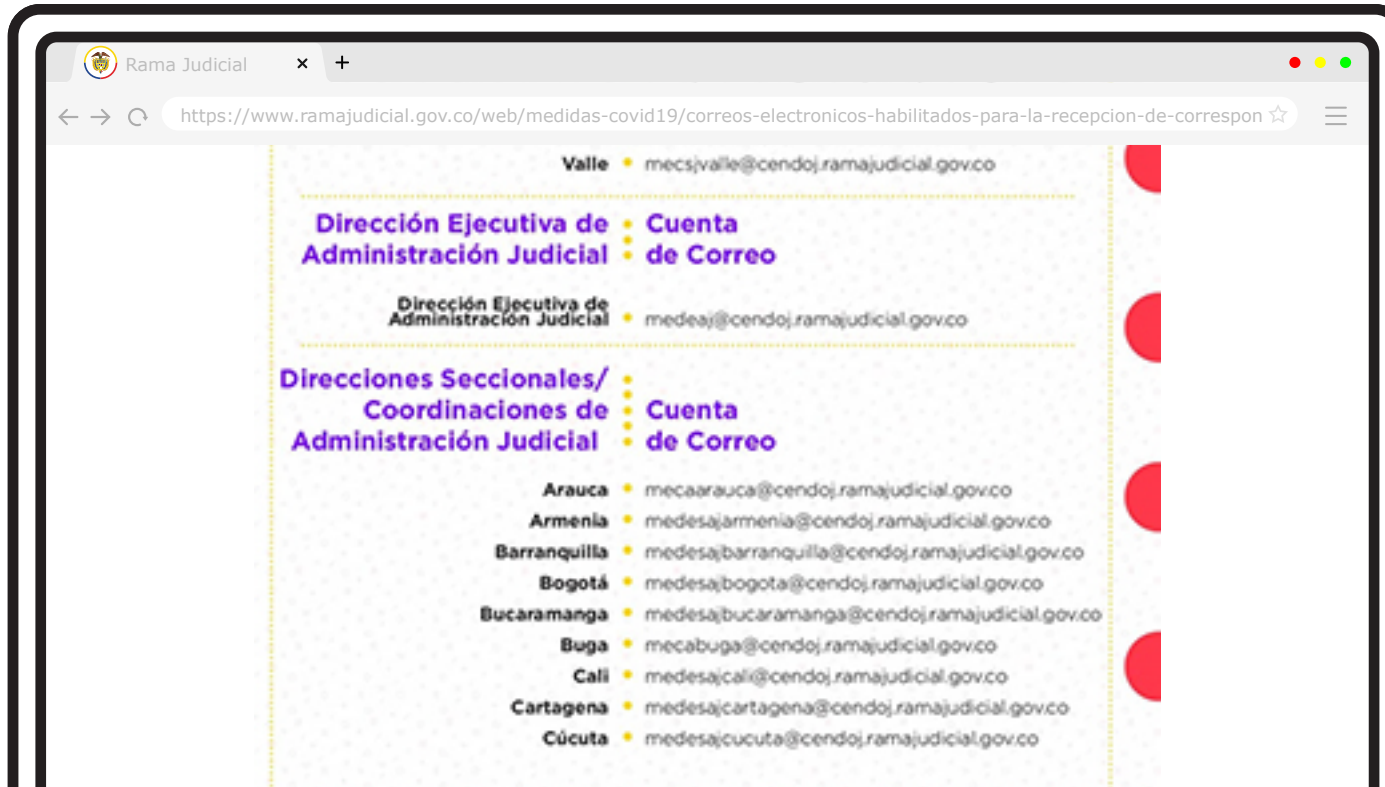 Rama Judicial × +
https://www.ramajudicial.gov.co/web/medidas-covid19/correos-electronicos-habilitados-para-la-recepcion-de-correspon
Valle • mecsjvalle@cendoj.ramajudicial.gov.co
Dirección Ejecutiva de Cuenta
Administración Judicial de Correo
Dirección Ejecutiva de
Administración Judicial • medeaj@cendoj.ramajudicial.gov.co
Direcciones Seccionales/
Coordinaciones de Cuenta
Administración Judicial de Correo
Arauca • mecaarauca@cendoj.ramajudicial.gov.co
Armenia • medesajarmenia@cendoj.ramajudicial.gov.co
Barranquilla • medesajbarranquilla@cendoj.ramajudicial.gov.co
Bogotá • medesajbogota@cendoj.ramajudicial.gov.co
Bucaramanga • medesajbucaramanga@cendoj.ramajudicial.gov.co
Buga • mecabuga@cendoj.ramajudicial.gov.co
Cali • medesajcali@cendoj.ramajudicial.gov.co
Cartagena • medesajcartagena@cendoj.ramajudicial.gov.co
Cúcuta • medesajcucuta@cendoj.ramajudicial.gov.co